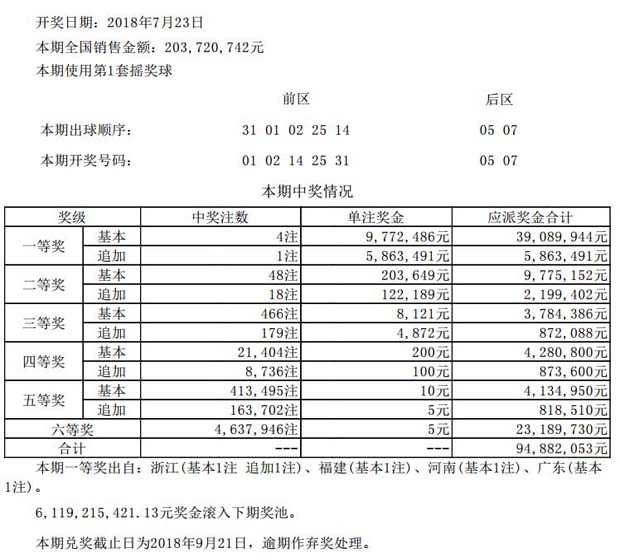 开奖日期：2018年7月23日
本期全国销售金额：203,720,742元
本期使用第1套摇奖球
前区 后区
本期出球顺序： 31 01 02 25 14 05 07
本期开奖号码： 01 02 14 25 31 05 07
本期中奖情况
奖级 中奖注数 单注奖金 应派奖金合计
一等奖 基本 4注 9,772,486元 39,089,944元
追加 1注 5,863,491元 5,863,491元
二等奖 基本 48注 203,649元 9,775,152元
追加 18注 122,189元 2,199,402元
三等奖 基本 466注 8,121元 3,784,386元
追加 179注 4,872元 872,088元
四等奖 基本 21,404注 200元 4,280,800元
追加 8,736注 100元 873,600元
五等奖 基本 413,495注 10元 4,134,950元
追加 163,702注 5元 818,510元
六等奖 4,637,946注 5元 23,189,730元
合计 --- --- 94,882,053元
本期一等奖出自：浙江(基本1注 追加1注)、福建(基本1注)、河南(基本1注)、广东(基本
1注)。
6,119,215,421.13元奖金滚入下期奖池。
本期兑奖截止日为2018年9月21日，逾期作弃奖处理。